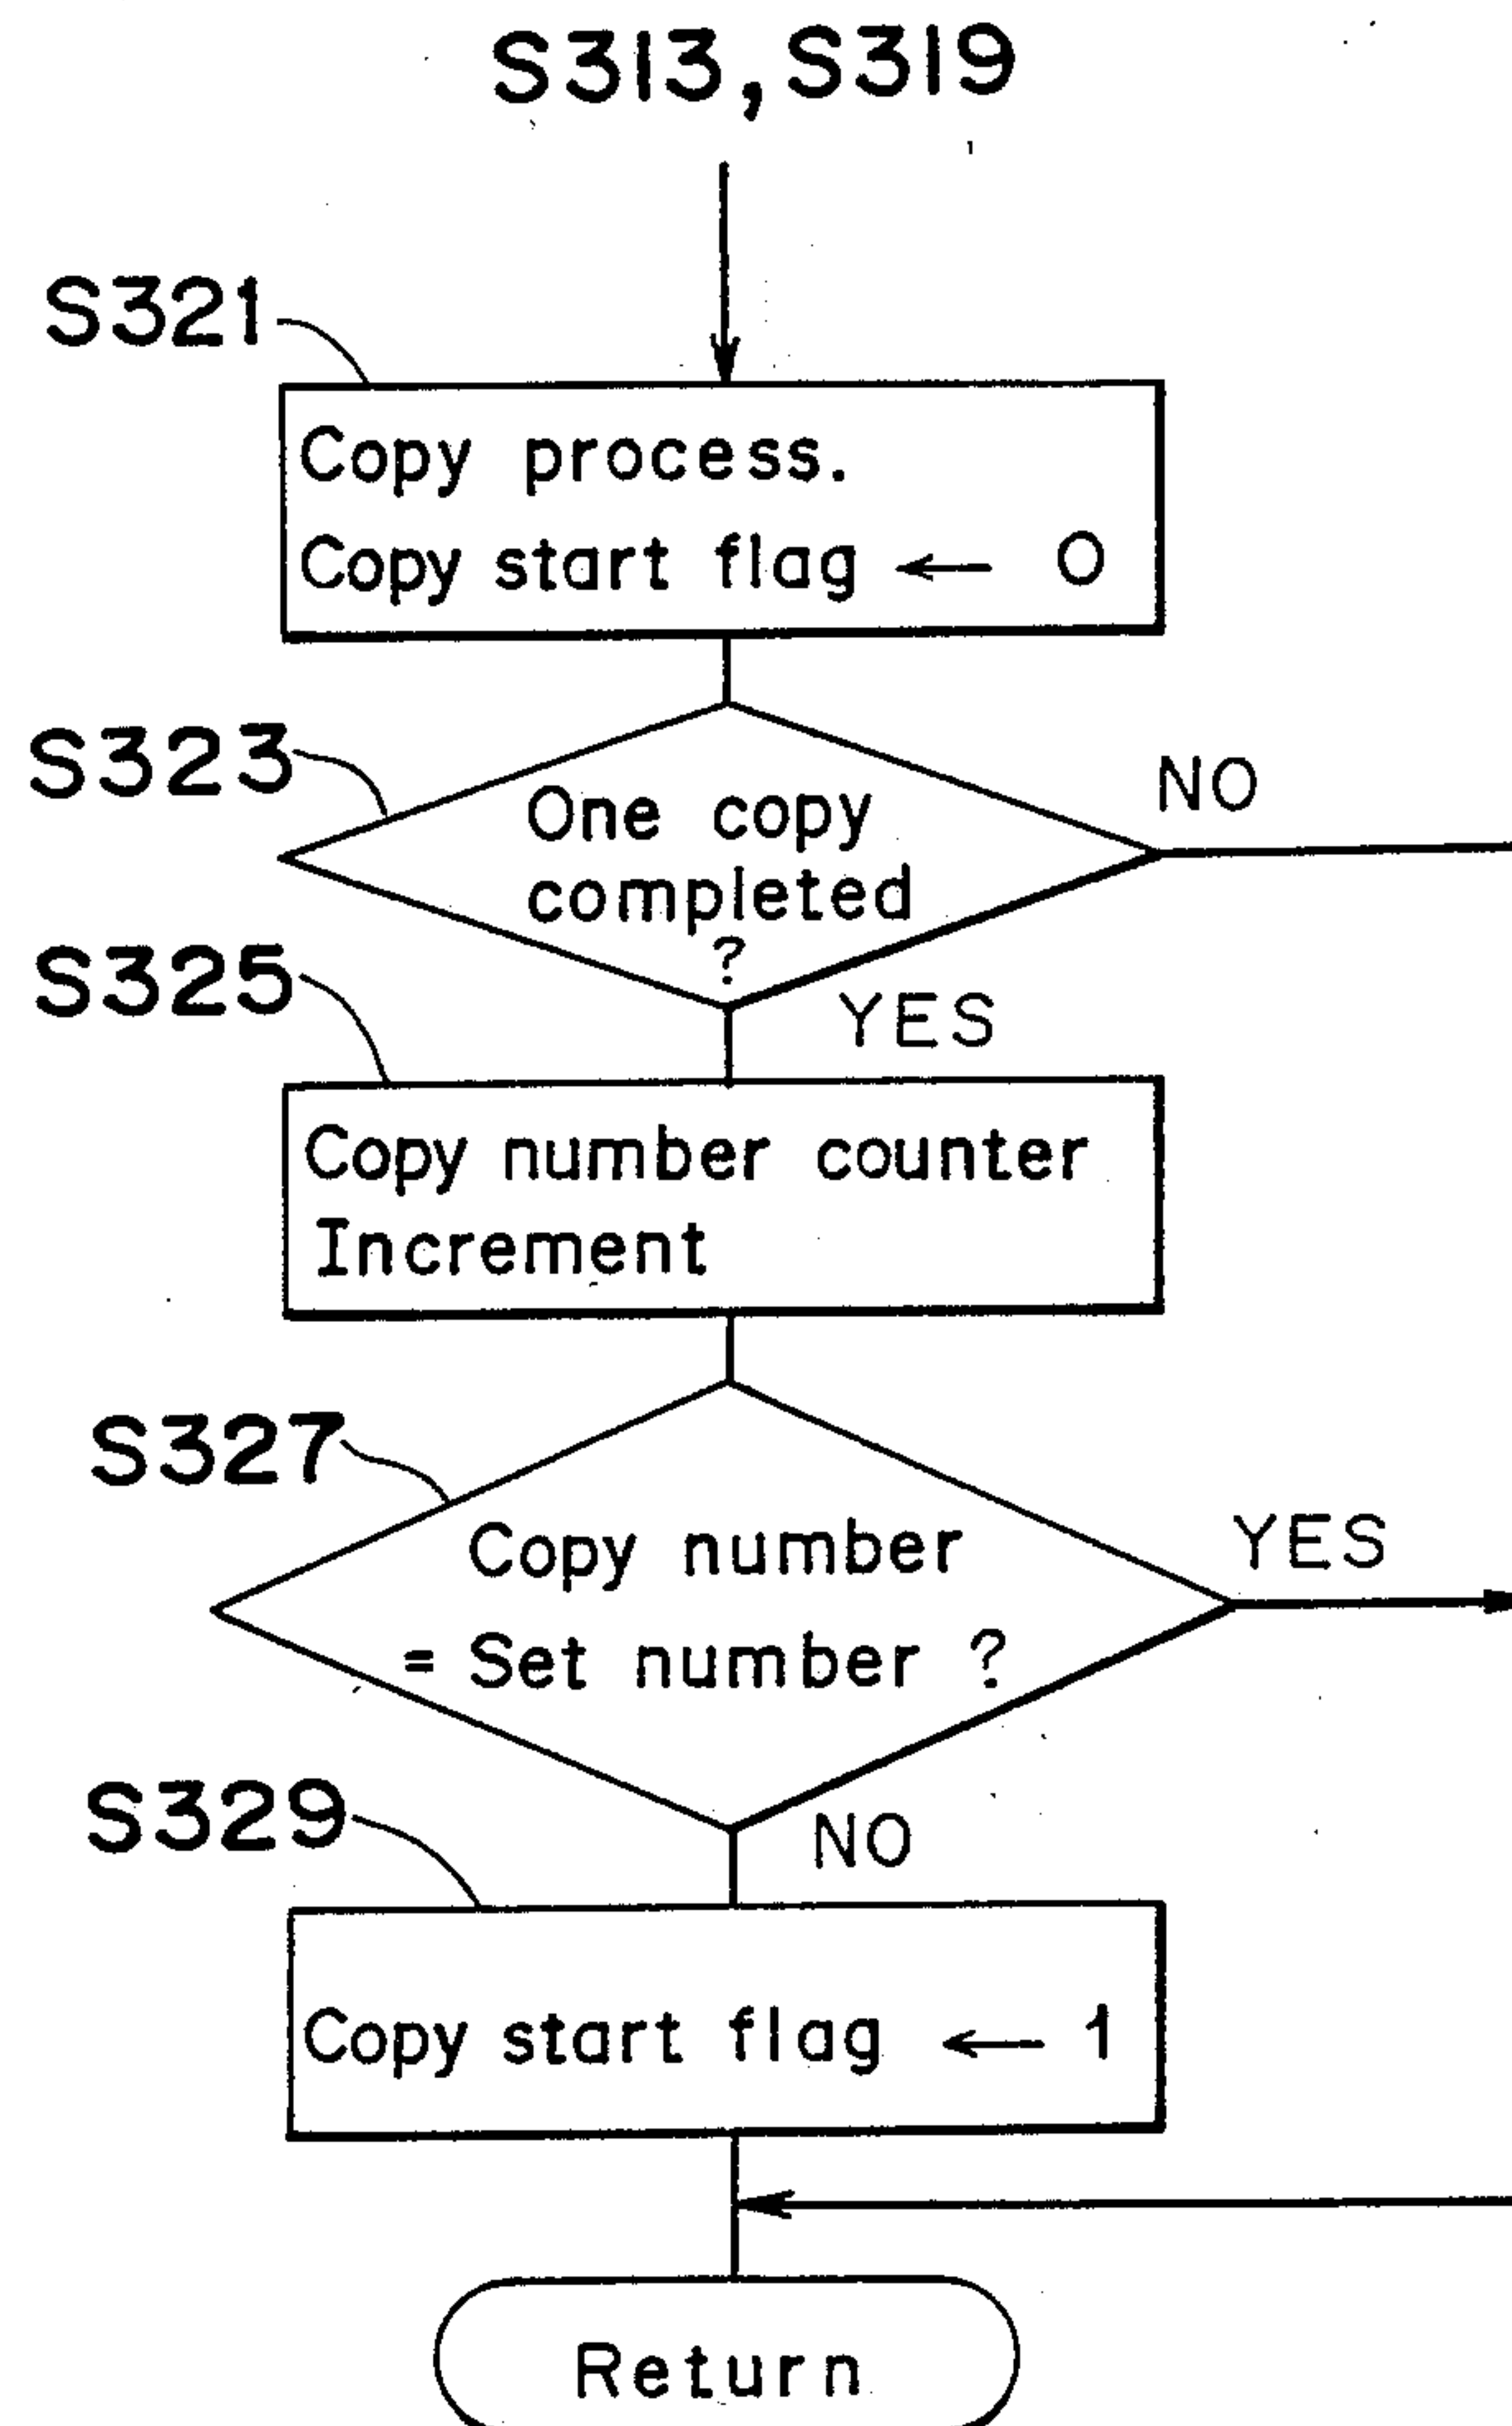 S313,S319
S321
Copy process.
Copy start flag ← 0
S323
One copy
completed
?
NO
YES
S325
Copy number counter
Increment
S327
Copy number
= Set number ?
YES
NO
S329
Copy start flag ← 1
Return